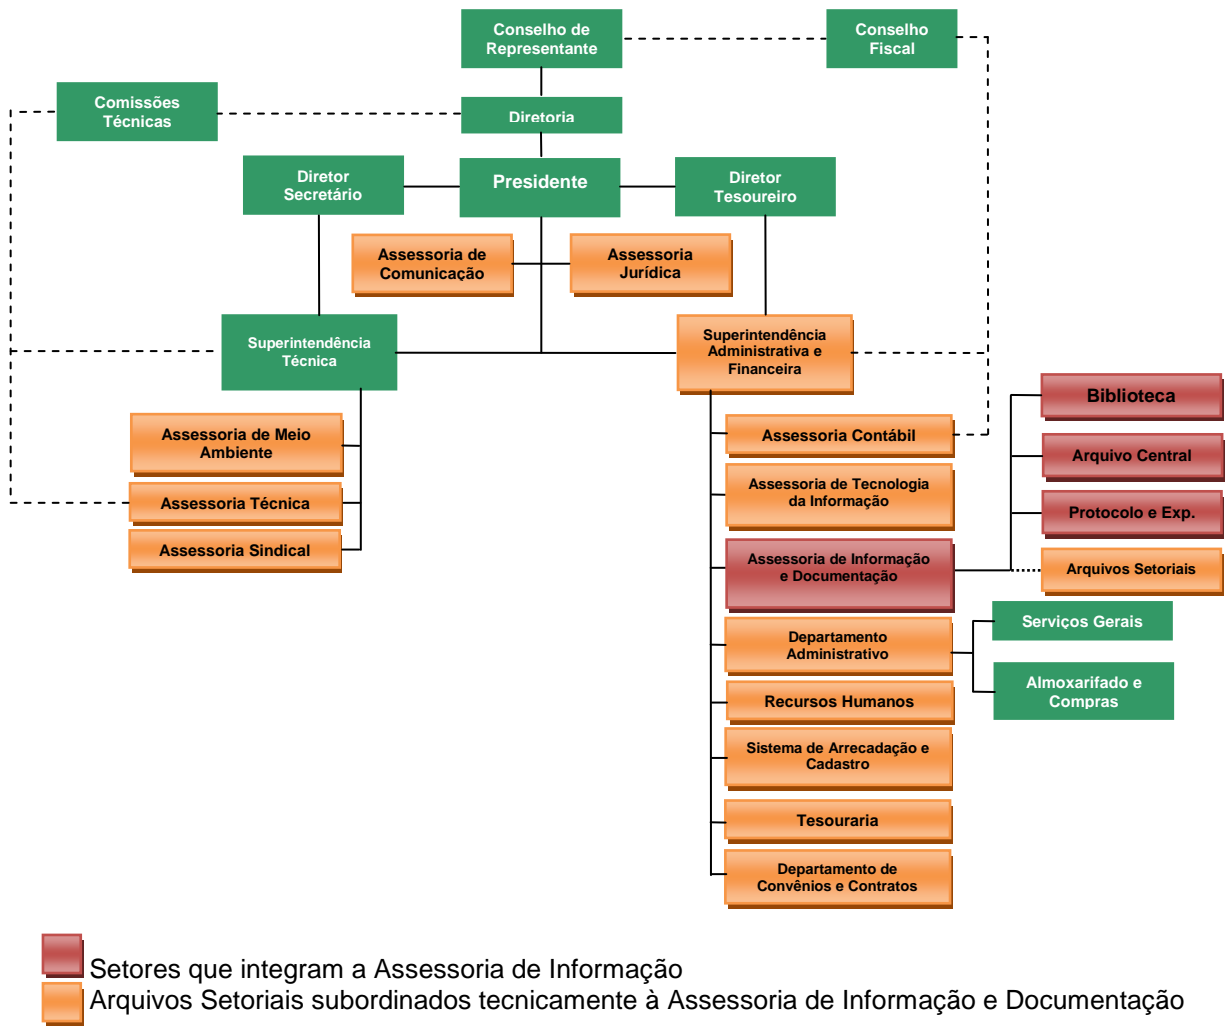 Conselho de
Representante
Conselho
Fiscal
Comissões
Técnicas
Diretoria
Diretor
Secretário
Presidente
Diretor
Tesoureiro
Assessoria de
Comunicação
Assessoria
Jurídica
Superintendência
Técnica
Superintendência
Administrativa e
Financeira
Assessoria de Meio
Ambiente
Assessoria Técnica
Assessoria Sindical
Assessoria Contábil
Assessoria de Tecnologia
da Informação
Assessoria de Informação
e Documentação
Departamento
Administrativo
Recursos Humanos
Sistema de Arrecadação e
Cadastro
Tesouraria
Departamento de
Convênios e Contratos
Biblioteca
Arquivo Central
Protocolo e Exp.
Arquivos Setoriais
Serviços Gerais
Almoxarifado e
Compras
Setores que integram a Assessoria de Informação
Arquivos Setoriais subordinados tecnicamente à Assessoria de Informação e Documentação